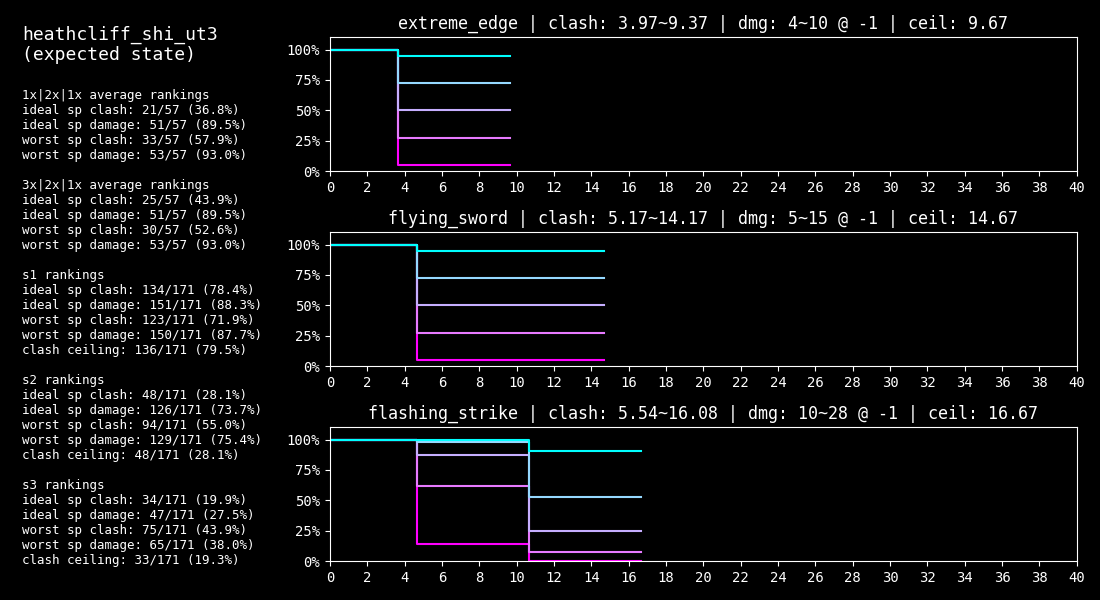 heathcliff_shi_ut3
(expected state)
1x|2x|1x average rankings
ideal sp clash: 21/57 (36.8%)
ideal sp damage: 51/57 (89.5%)
worst sp clash: 33/57 (57.9%)
worst sp damage: 53/57 (93.0%)
3x|2x|1x average rankings
ideal sp clash: 25/57 (43.9%)
ideal sp damage: 51/57 (89.5%)
worst sp clash: 30/57 (52.6%)
worst sp damage: 53/57 (93.0%)
s1 rankings
ideal sp clash: 134/171 (78.4%)
ideal sp damage: 151/171 (88.3%)
worst sp clash: 123/171 (71.9%)
worst sp damage: 150/171 (87.7%)
clash ceiling: 136/171 (79.5%)
s2 rankings
ideal sp clash: 48/171 (28.1%)
ideal sp damage: 126/171 (73.7%)
worst sp clash: 94/171 (55.0%)
worst sp damage: 129/171 (75.4%)
clash ceiling: 48/171 (28.1%)
s3 rankings
ideal sp clash: 34/171 (19.9%)
ideal sp damage: 47/171 (27.5%)
worst sp clash: 75/171 (43.9%)
worst sp damage: 65/171 (38.0%)
clash ceiling: 33/171 (19.3%)
extreme_edge | clash: 3.97~9.37 | dmg: 4~10 @ -1 | ceil: 9.67
100%
75%
50%
25%
0%
0 2 4 6 8 10 12 14 16 18 20 22 24 26 28 30 32 34 36 38 40
flying_sword | clash: 5.17~14.17 | dmg: 5~15 @ -1 | ceil: 14.67
100%
75%
50%
25%
0%
0 2 4 6 8 10 12 14 16 18 20 22 24 26 28 30 32 34 36 38 40
flashing_strike | clash: 5.54~16.08 | dmg: 10~28 @ -1 | ceil: 16.67
100%
75%
50%
25%
0%
0 2 4 6 8 10 12 14 16 18 20 22 24 26 28 30 32 34 36 38 40